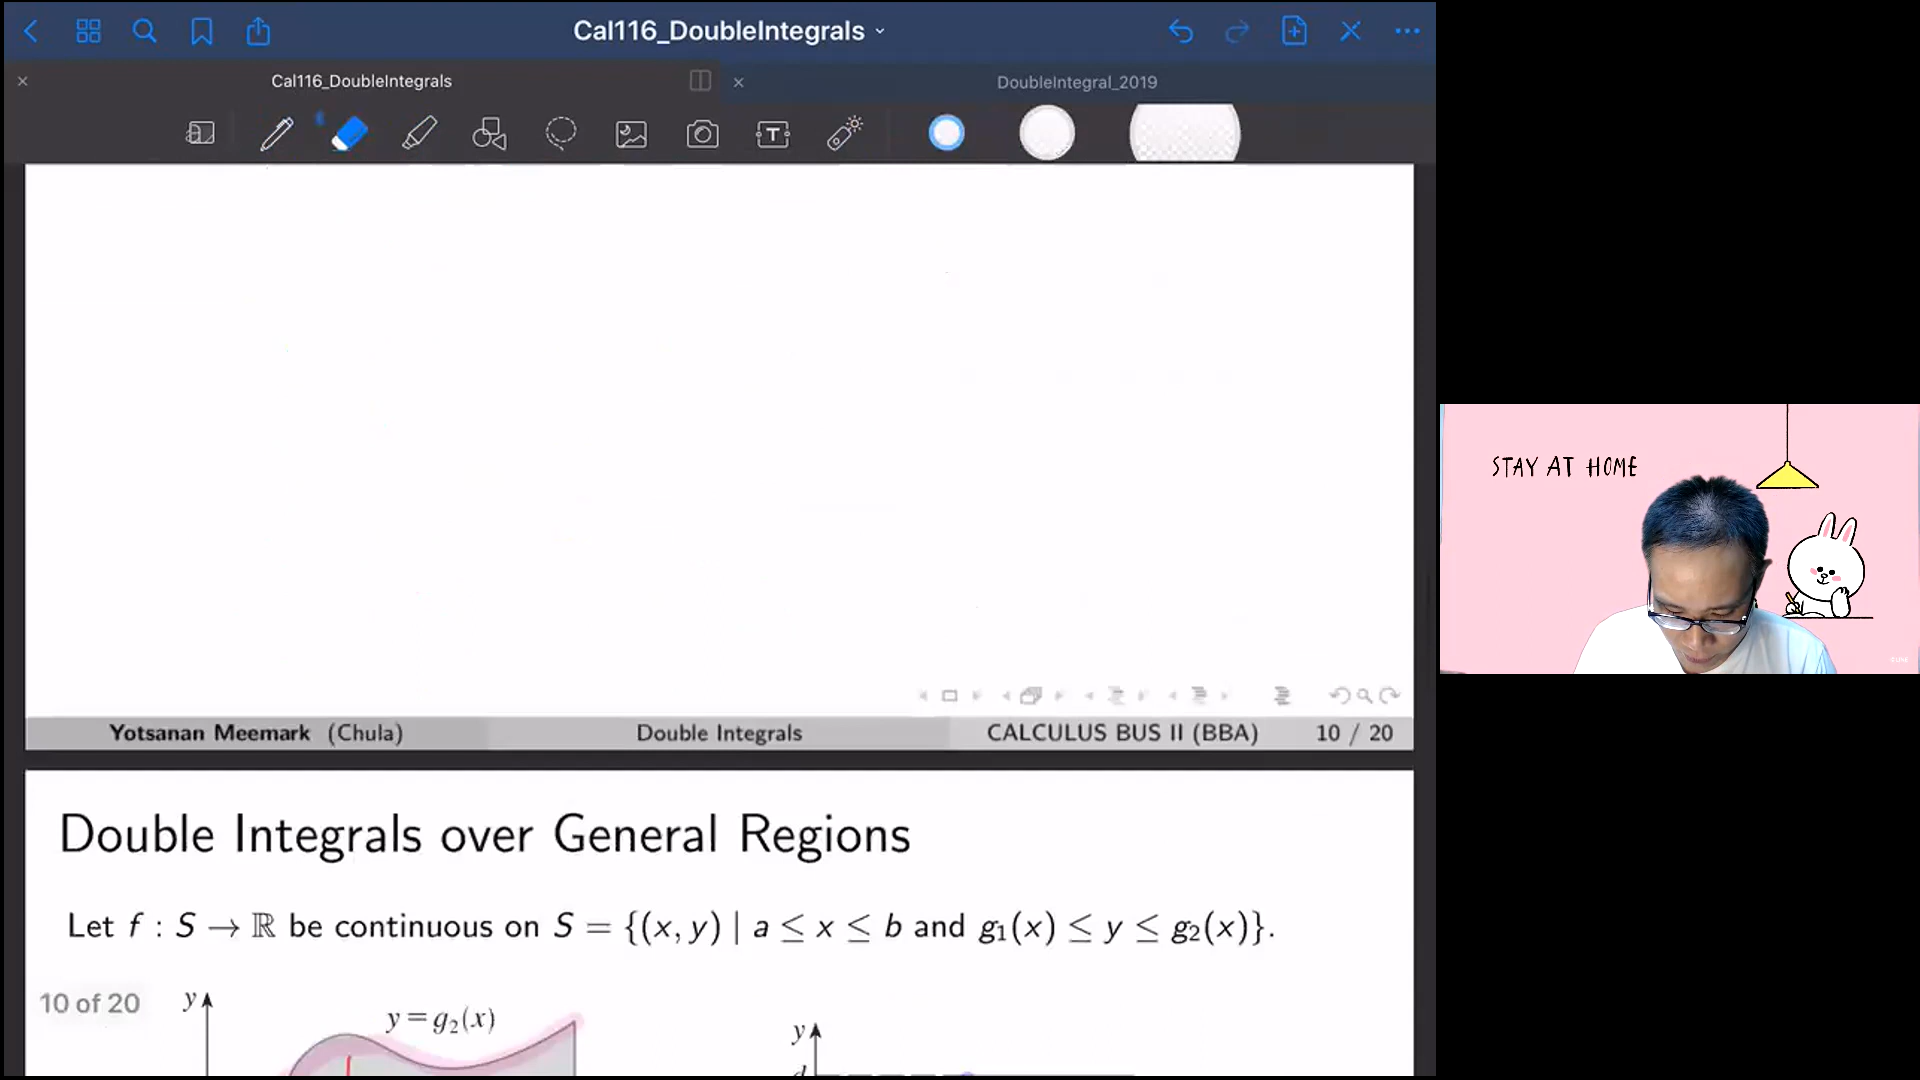 Cal116_DoubleIntegrals
Cal116_DoubleIntegrals
DoubleIntegral_2019
T
STAY AT HOME
Yotsanan Meemark (Chula)
Double Integrals
CALCULUS BUS II (BBA)
10 / 20
Double Integrals over General Regions
Let f : S → ℝ be continuous on S = {(x, y) | a ≤ x ≤ b and g₁(x) ≤ y ≤ g₂(x)}.
10 of 20
y
y = g₂(x)
y
d